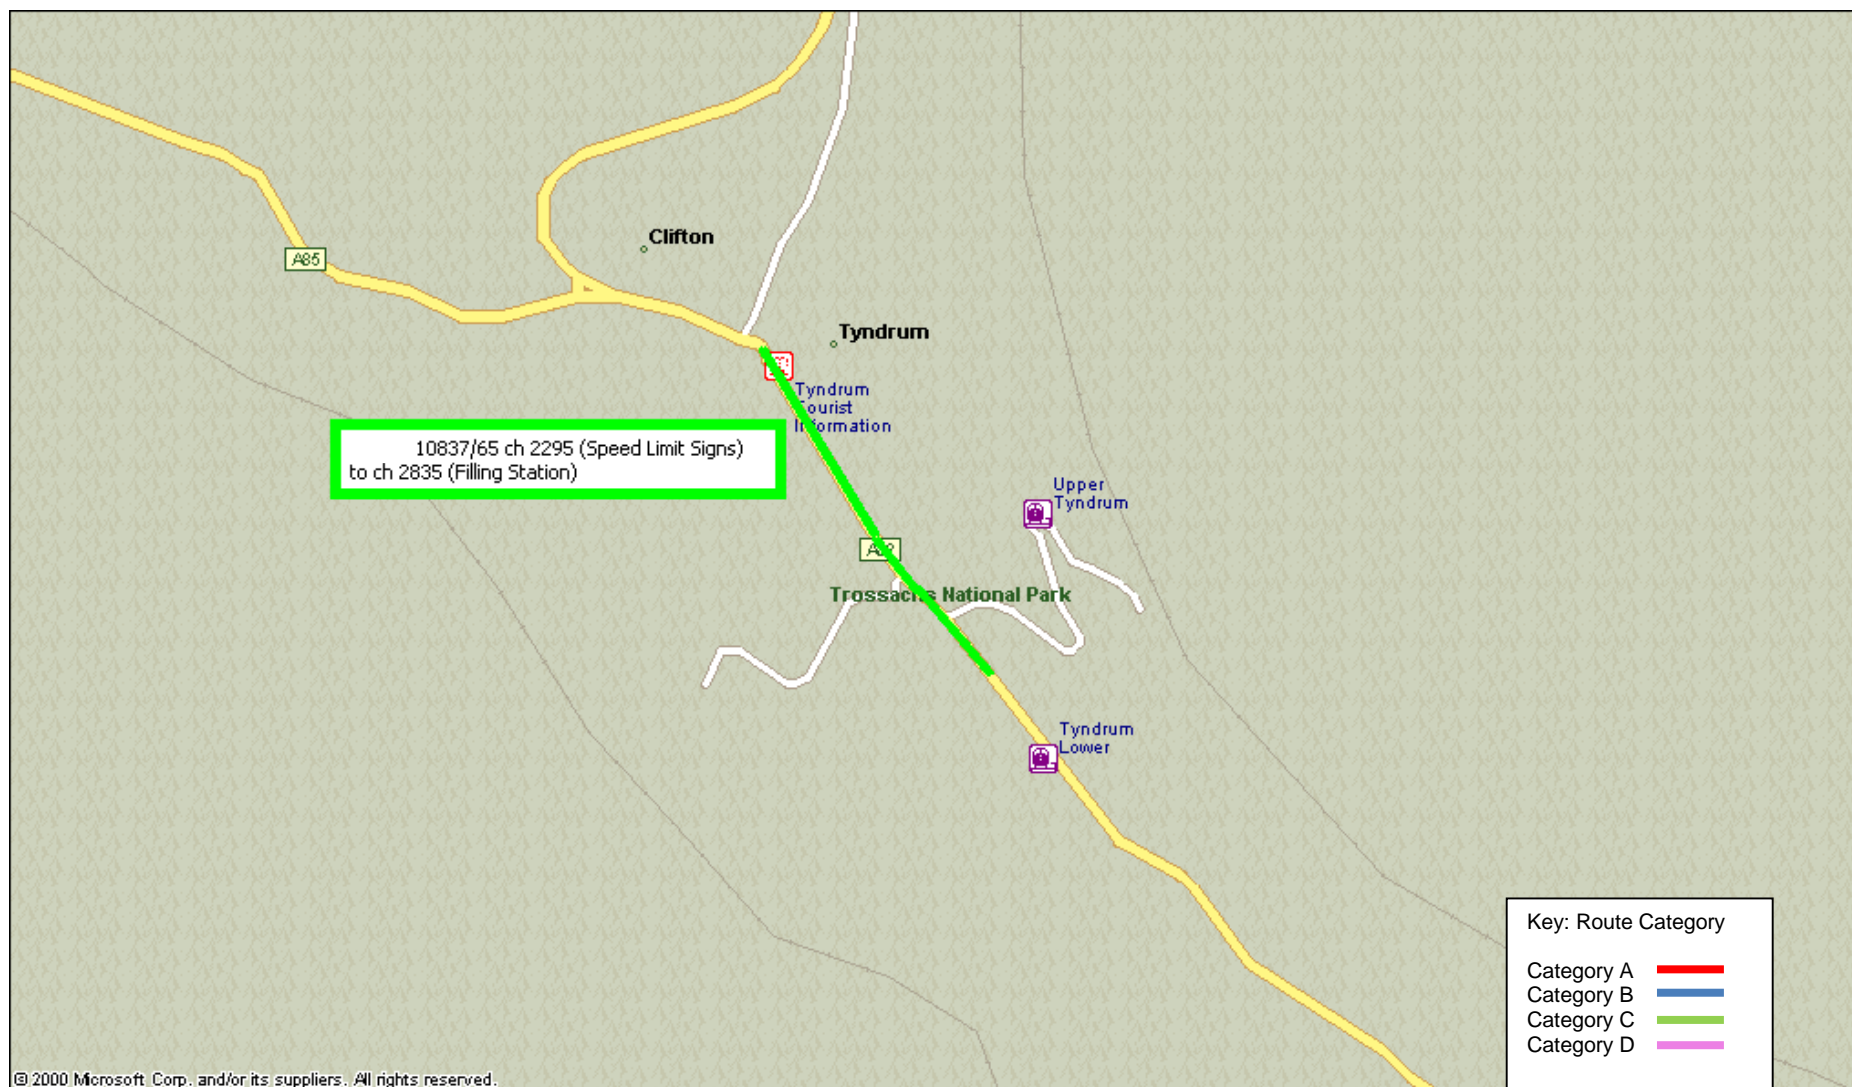 Clifton
A85
Tyndrum
Tyndrum
Tourist
Information
10837/65 ch 2295 (Speed Limit Signs)
to ch 2835 (Filling Station)
Upper
Tyndrum
Trossachs National Park
Tyndrum
Lower
Key: Route Category
Category A
Category B
Category C
Category D
© 2000 Microsoft Corp. and/or its suppliers. All rights reserved.